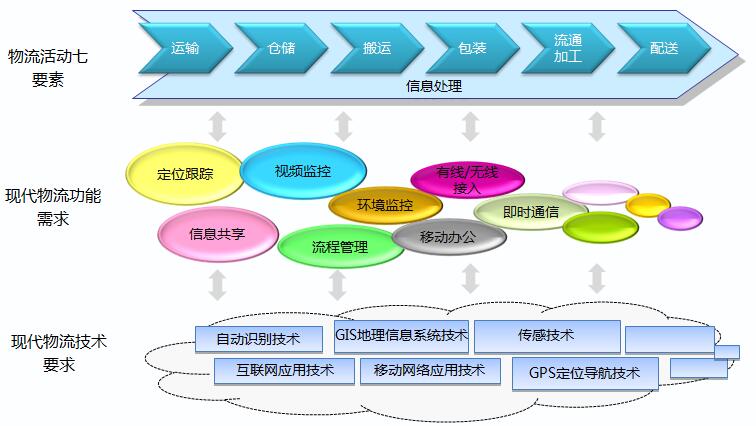 物流活动七
要素
运输
仓储
搬运
包装
流通
加工
配送
信息处理
现代物流功能
需求
定位跟踪
视频监控
有线/无线
接入
环境监控
即时通信
信息共享
流程管理
移动办公
现代物流技术
要求
自动识别技术
GIS地理信息系统技术
传感技术
互联网应用技术
移动网络应用技术
GPS定位导航技术